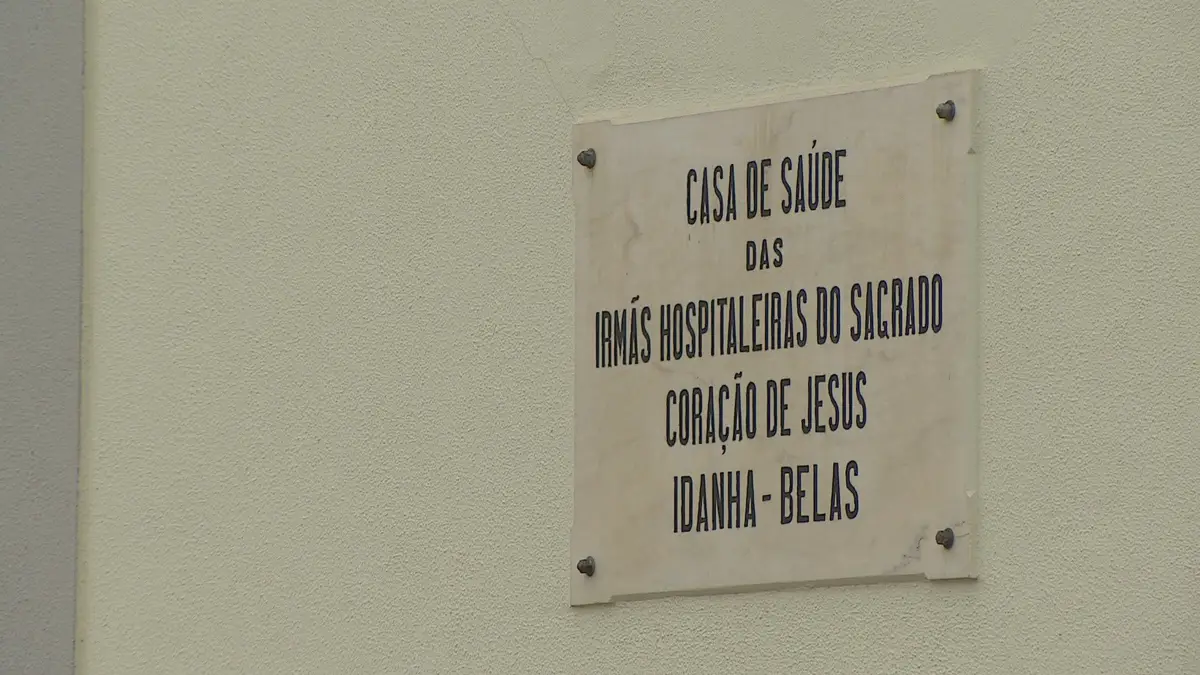 CASA DE SAÚDE
DAS
IRMÃS HOSPITALEIRAS DO SAGRADO
CORAÇÃO DE JESUS
IDANHA - BELAS